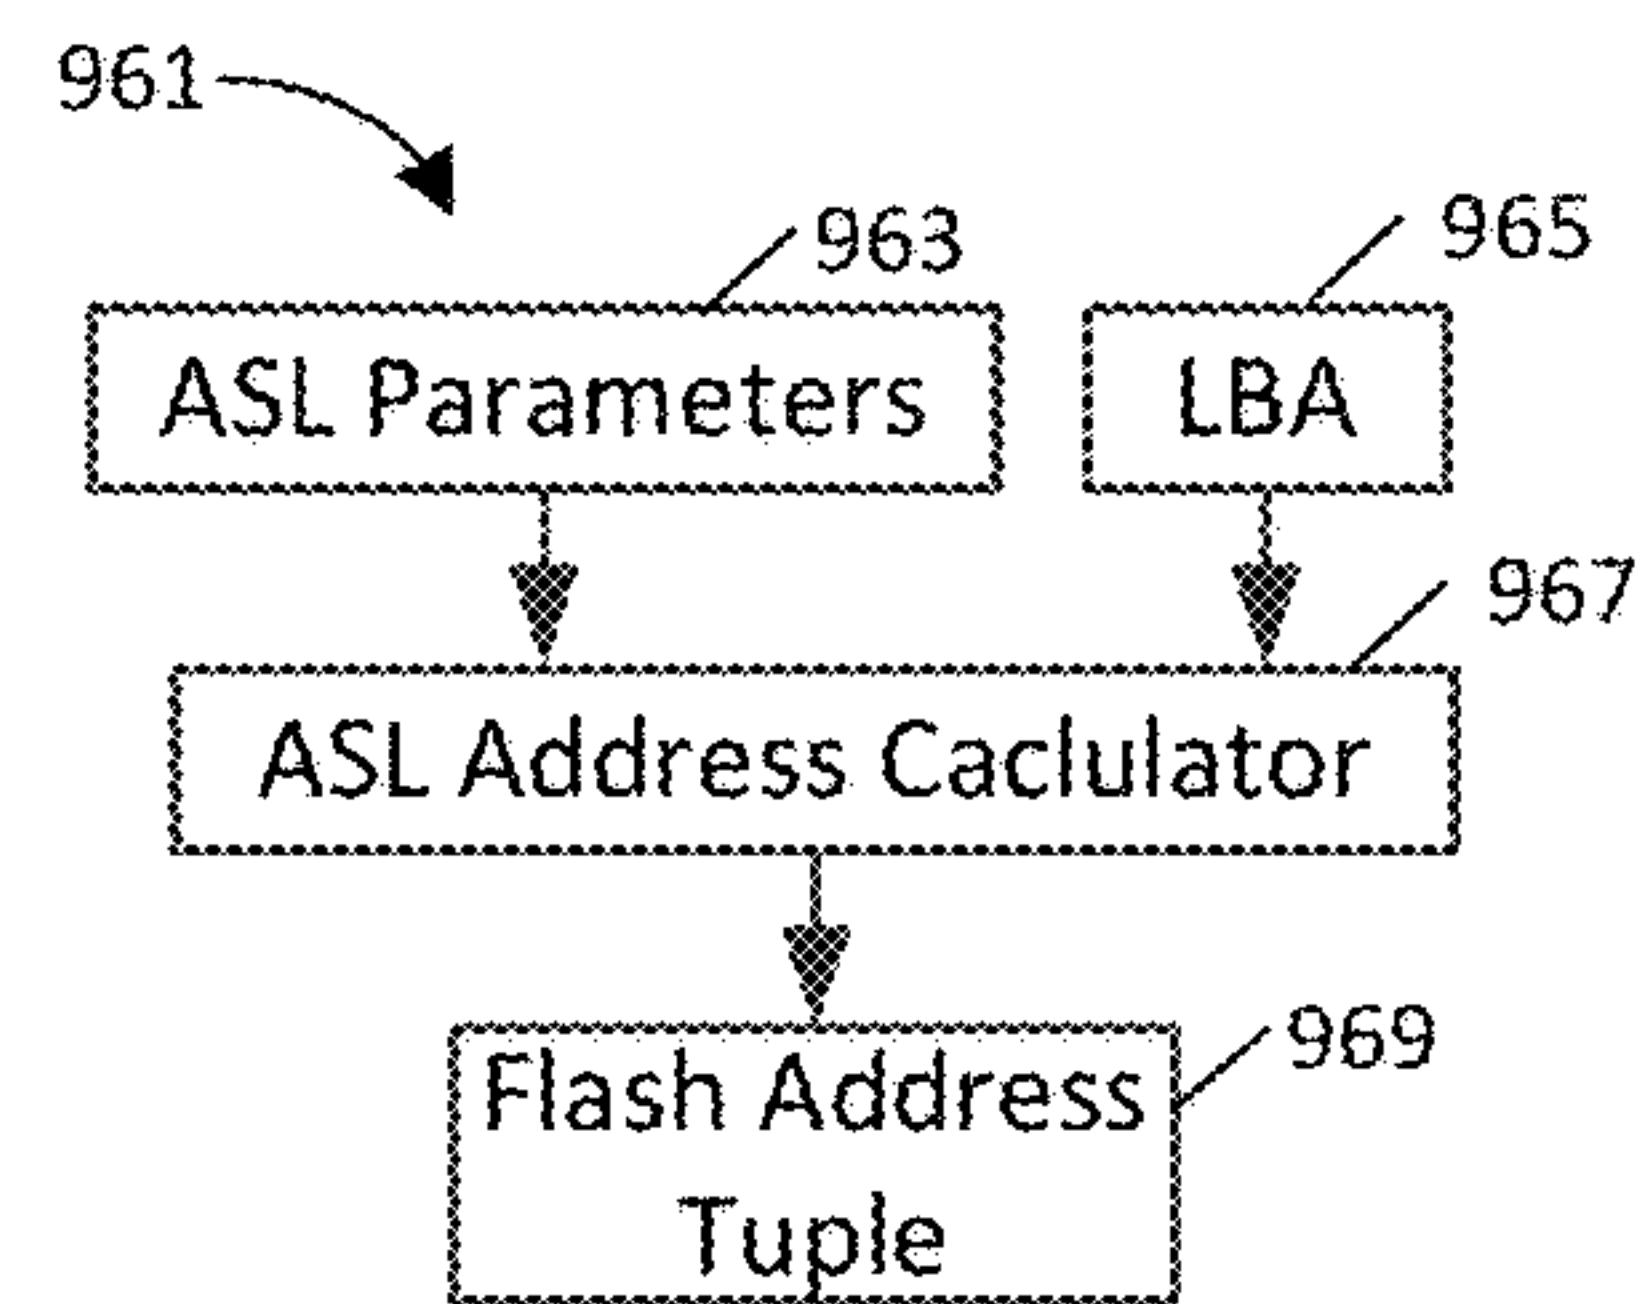 961
963
965
ASL Parameters
LBA
967
ASL Address Caclulator
969
Flash Address
Tuple